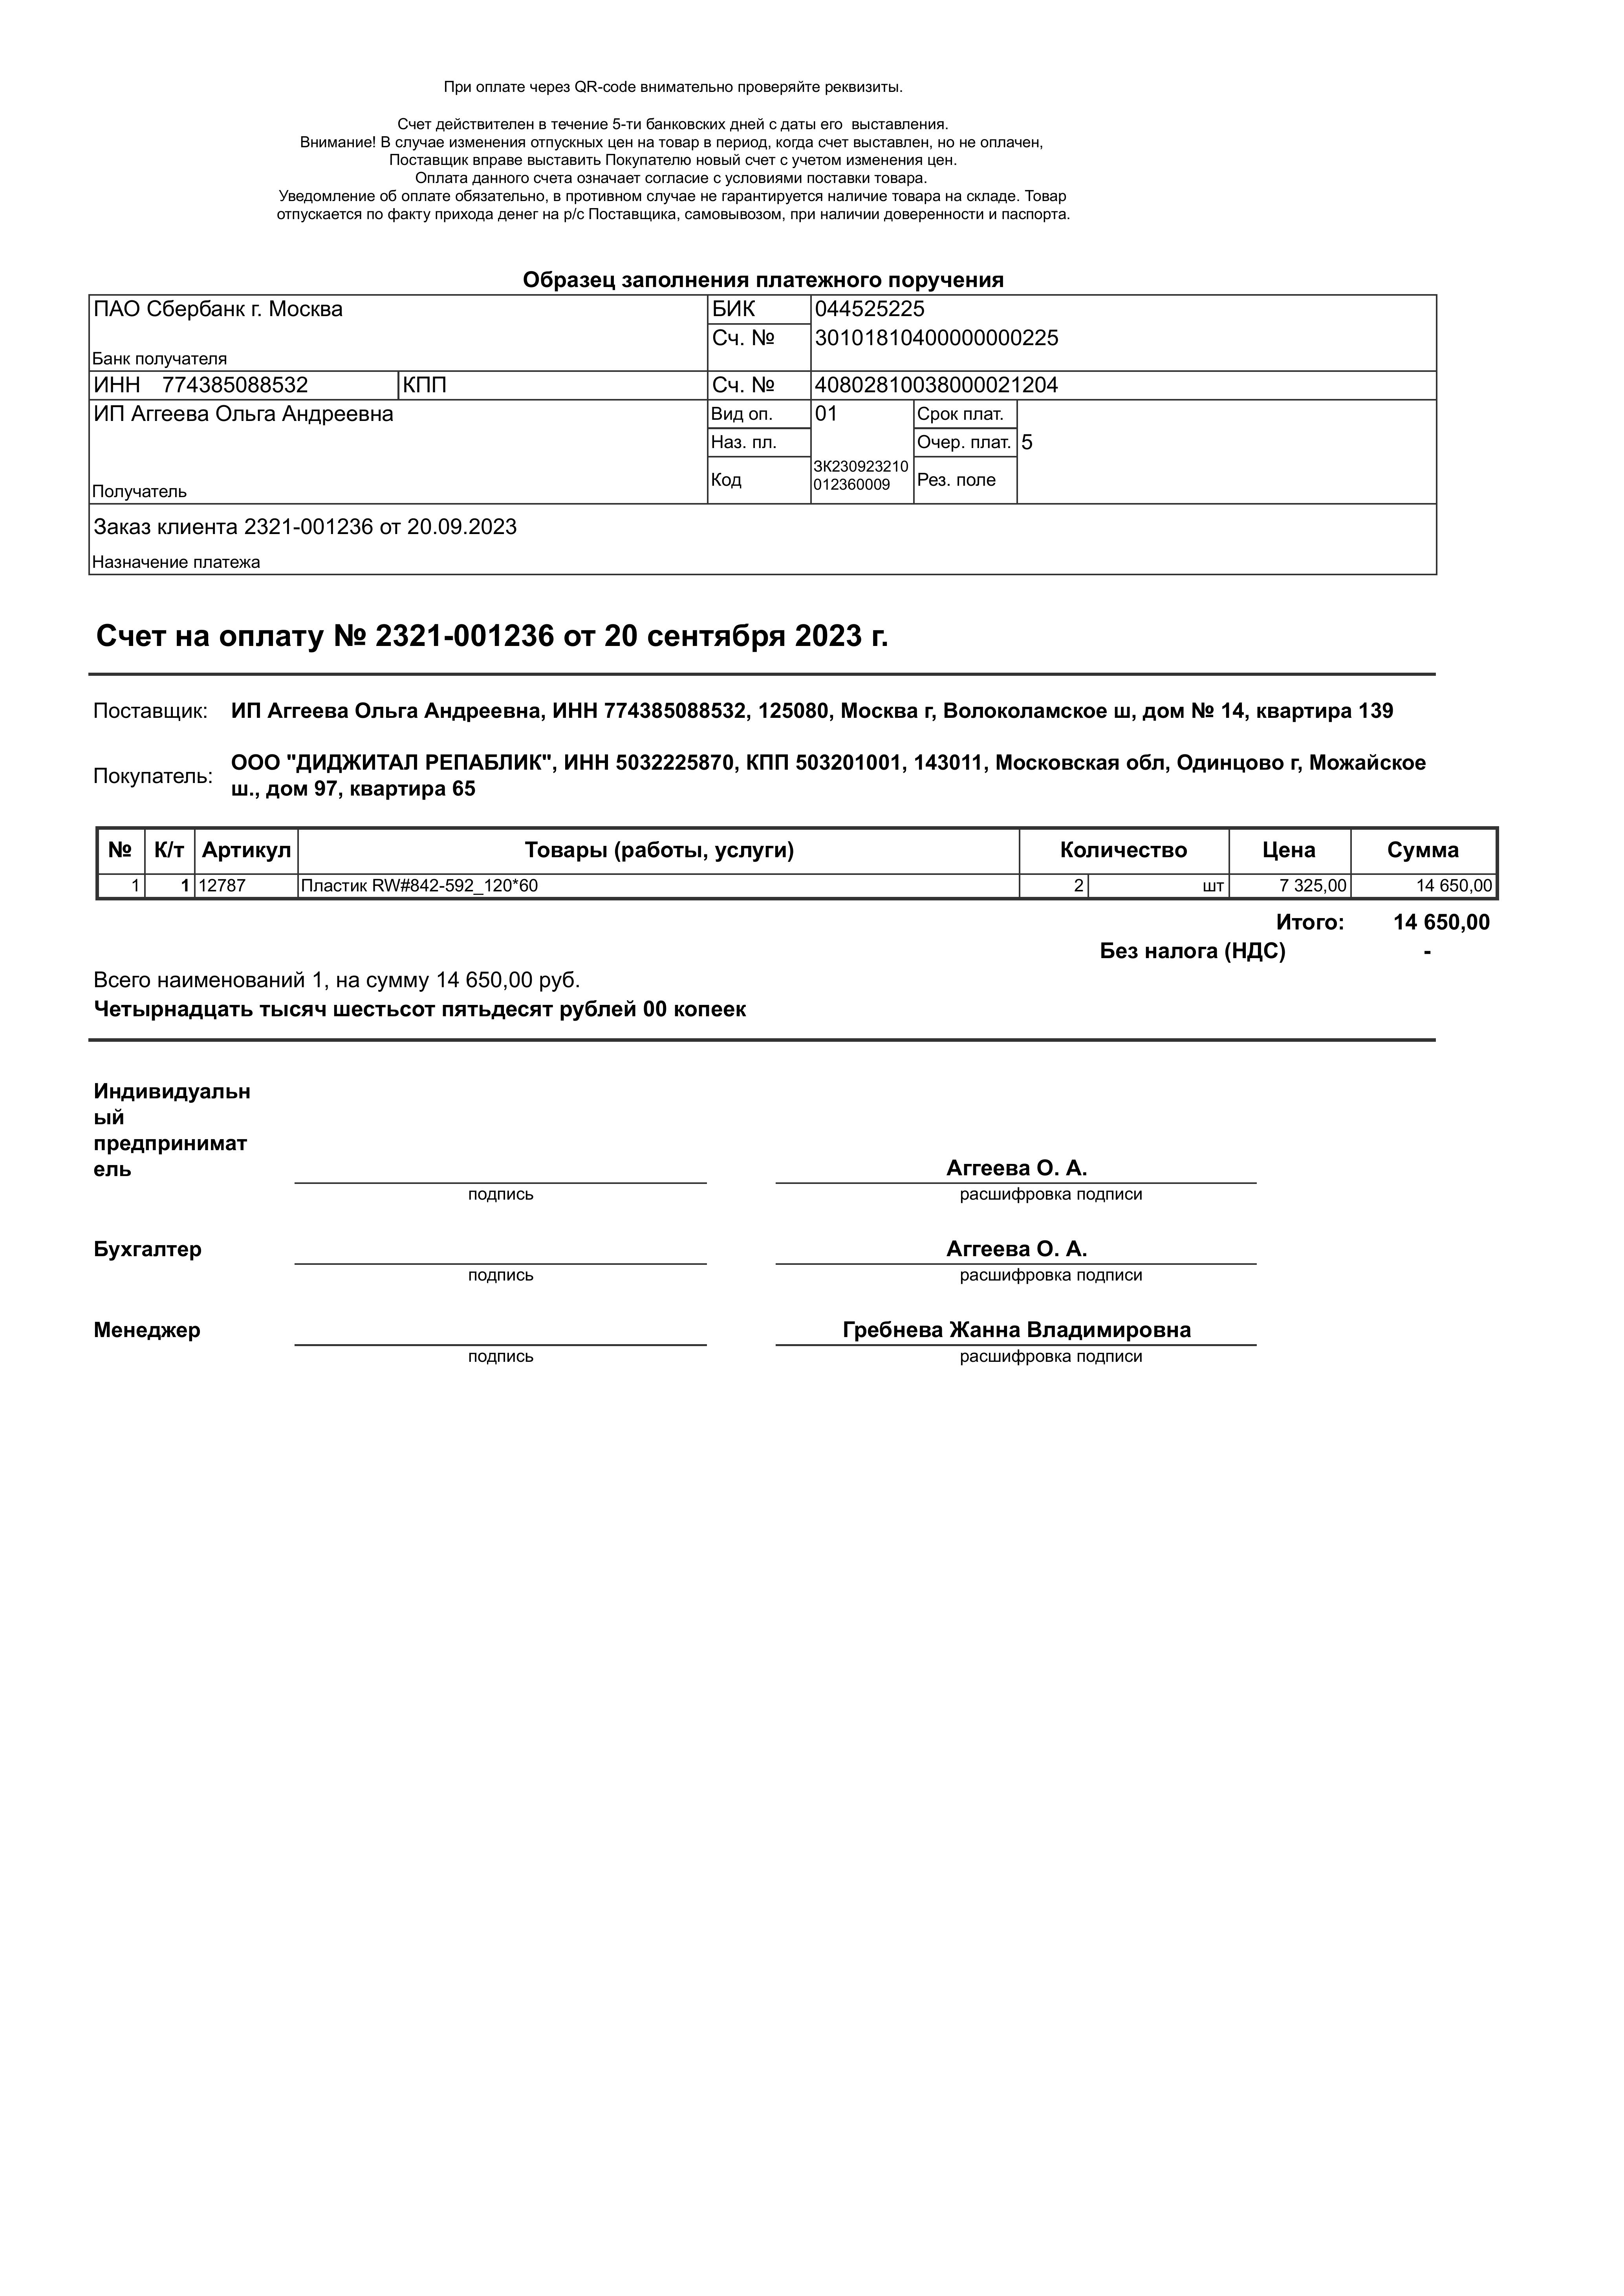 При оплате через QR-code внимательно проверяйте реквизиты.
Счет действителен в течение 5-ти банковских дней с даты его  выставления.
Внимание! В случае изменения отпускных цен на товар в период, когда счет выставлен, но не оплачен,
Поставщик вправе выставить Покупателю новый счет с учетом изменения цен.
Оплата данного счета означает согласие с условиями поставки товара.
Уведомление об оплате обязательно, в противном случае не гарантируется наличие товара на складе. Товар
отпускается по факту прихода денег на р/с Поставщика, самовывозом, при наличии доверенности и паспорта.
Образец заполнения платежного поручения
ПАО Сбербанк г. Москва БИК 044525225
Сч. № 30101810400000000225
Банк получателя
ИНН 774385088532 КПП Сч. № 40802810038000021204
ИП Аггеева Ольга Андреевна Вид оп. 01 Срок плат.
Наз. пл. Очер. плат. 5
Код ЗК230923210 Рез. поле
012360009
Получатель
Заказ клиента 2321-001236 от 20.09.2023
Назначение платежа
Счет на оплату № 2321-001236 от 20 сентября 2023 г.
Поставщик: ИП Аггеева Ольга Андреевна, ИНН 774385088532, 125080, Москва г, Волоколамское ш, дом № 14, квартира 139
Покупатель: ООО "ДИДЖИТАЛ РЕПАБЛИК", ИНН 5032225870, КПП 503201001, 143011, Московская обл, Одинцово г, Можайское
ш., дом 97, квартира 65
№ К/т Артикул Товары (работы, услуги) Количество Цена Сумма
1 1 12787 Пластик RW#842-592_120*60 2 шт 7 325,00 14 650,00
Итого: 14 650,00
Без налога (НДС) -
Всего наименований 1, на сумму 14 650,00 руб.
Четырнадцать тысяч шестьсот пятьдесят рублей 00 копеек
Индивидуальн
ый
предпринимат
ель Аггеева О. А.
подпись расшифровка подписи
Бухгалтер Аггеева О. А.
подпись расшифровка подписи
Менеджер Гребнева Жанна Владимировна
подпись расшифровка подписи